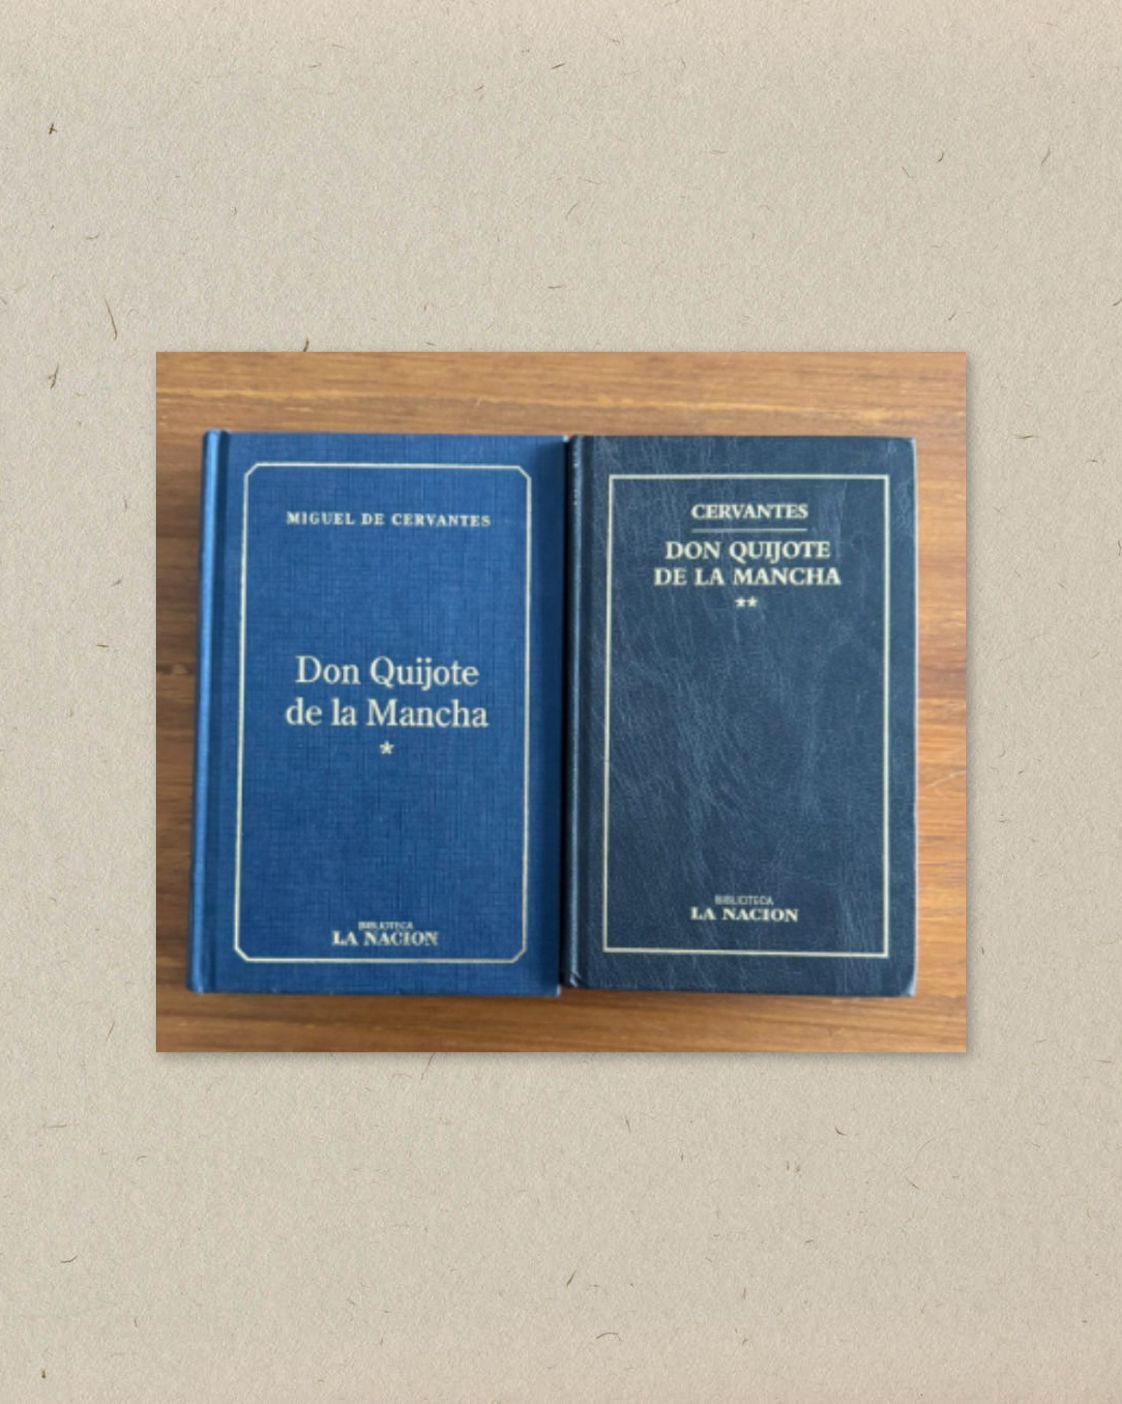 MIGUEL DE CERVANTES
Don Quijote
de la Mancha
*
BIBLIOTECA
LA NACION
CERVANTES
DON QUIJOTE
DE LA MANCHA
**
BIBLIOTECA
LA NACION